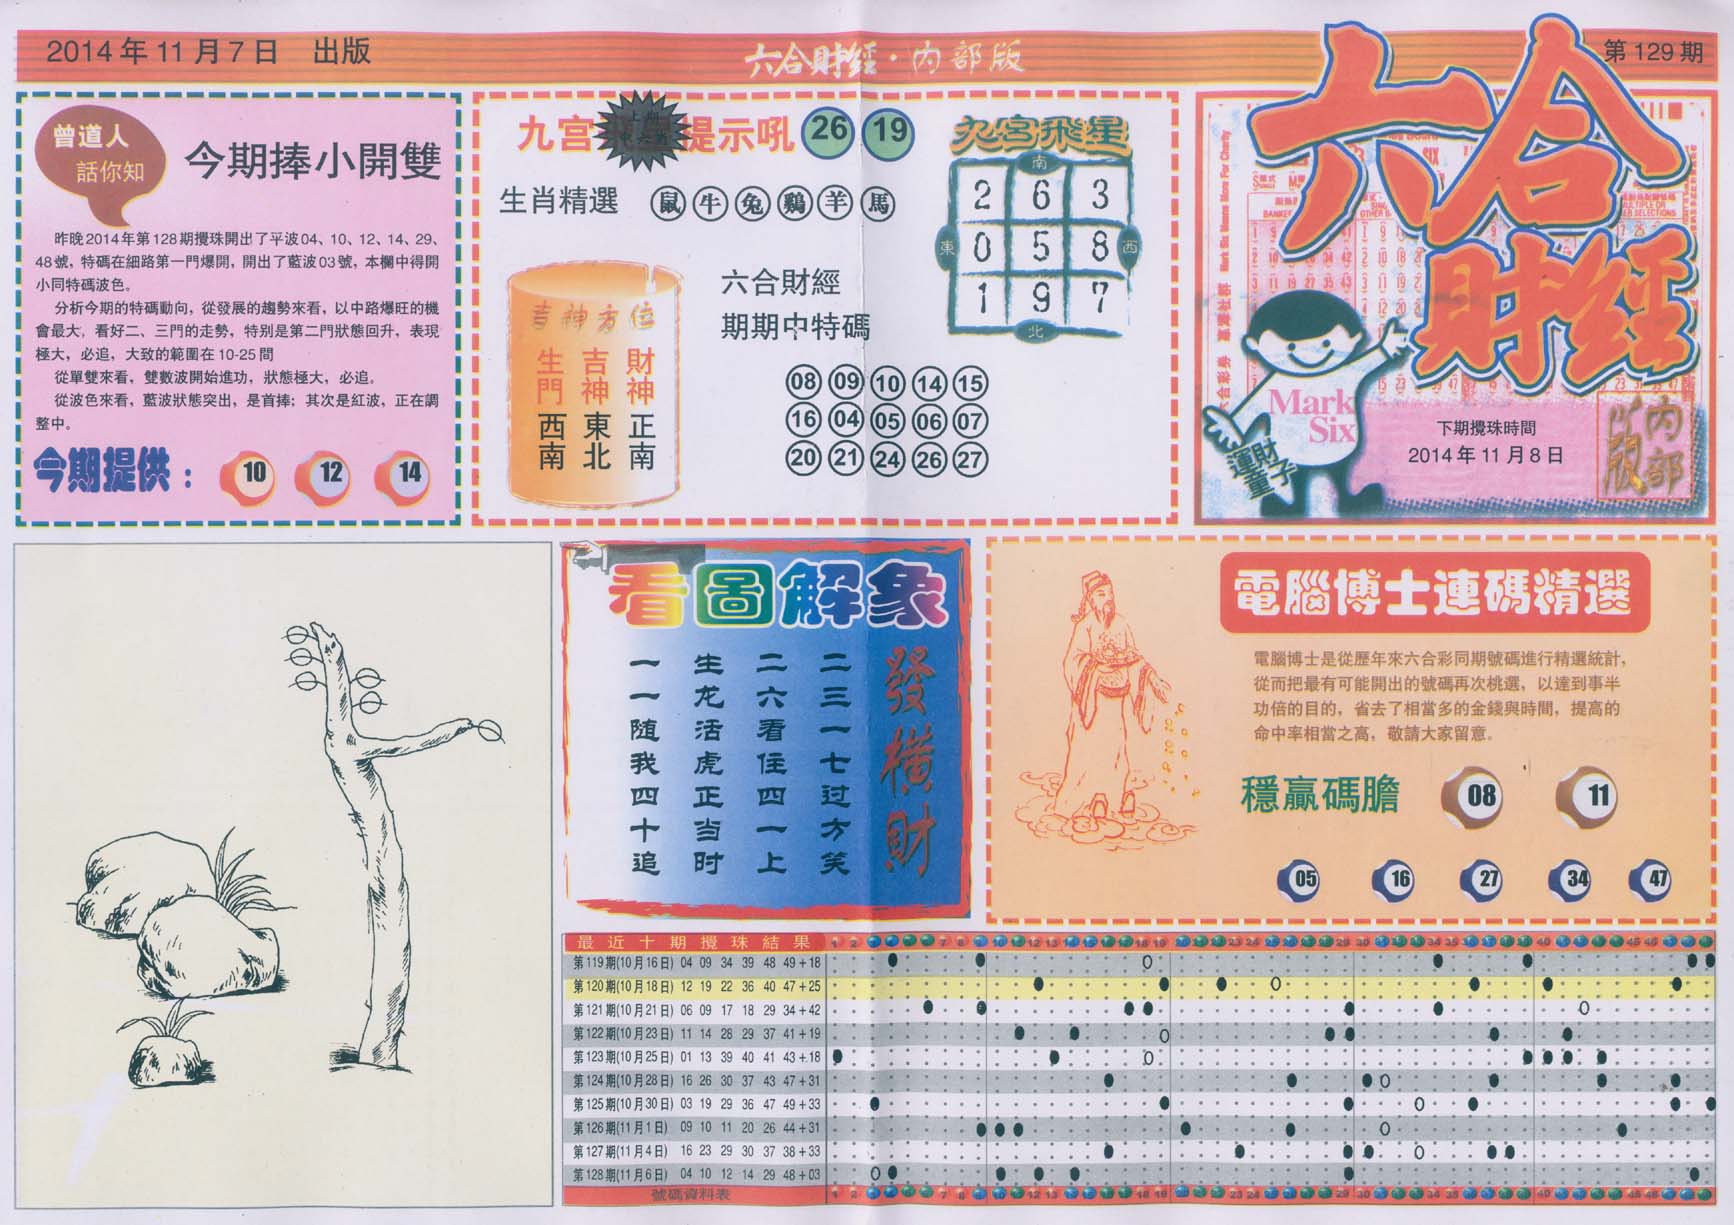 2014年11月7日 出版
六合財經·內部版
第129期
曾道人
話你知
今期捧小開雙
昨晚2014年第128期攪珠開出了平波04、10、12、14、29、
48號，特碼在細路第一門爆開，開出了藍波03號，本欄中得開
小同特碼波色。
分析今期的特碼動向，從發展的趨勢來看，以中路爆旺的機
會最大，看好二、三門的走勢，特别是第二門狀態回升，表現
極大，必追，大致的範圍在10-25間
從單雙來看，雙數波開始進功，狀態極大，必追。
從波色來看，藍波狀態突出，是首捧；其次是紅波，正在調
整中。
今期提供：
10 12 14
九宮
提示吼 26 19
生肖精選 鼠 牛 兔 鷄 羊 馬
吉神方位
生門 西南
吉神 東北
財神 正南
六合財經
期期中特碼
08 09 10 14 15
16 04 05 06 07
20 21 24 26 27
九宮飛星
南
2 6 3
東 0 5 8 西
1 9 7
北
六合
財經
Mark
Six
運財
童子
下期攪珠時間
2014年11月8日
內部
版
看圖解象
發橫財
二三一七过方笑
二六看住四一上
生龙活虎正当时
一一随我四十追
電腦博士連碼精選
電腦博士是從歷年來六合彩同期號碼進行精選統計，
從而把最有可能開出的號碼再次桃選，以達到事半
功倍的目的，省去了相當多的金錢與時間，提高的
命中率相當之高，敬請大家留意。
穩贏碼膽 08 11
05 16 27 34 47
最近十期攪珠結果
第119期(10月16日) 04 09 34 39 48 49+18
第120期(10月18日) 12 19 22 36 40 47+25
第121期(10月21日) 06 09 17 18 29 34+42
第122期(10月23日) 11 14 28 29 37 41+19
第123期(10月25日) 01 13 39 40 41 43+18
第124期(10月28日) 16 26 30 37 43 47+31
第125期(10月30日) 03 19 29 36 47 49+33
第126期(11月1日) 09 10 11 20 26 44+31
第127期(11月4日) 16 23 29 30 37 38+33
第128期(11月6日) 04 10 12 14 29 48+03
號碼資料表